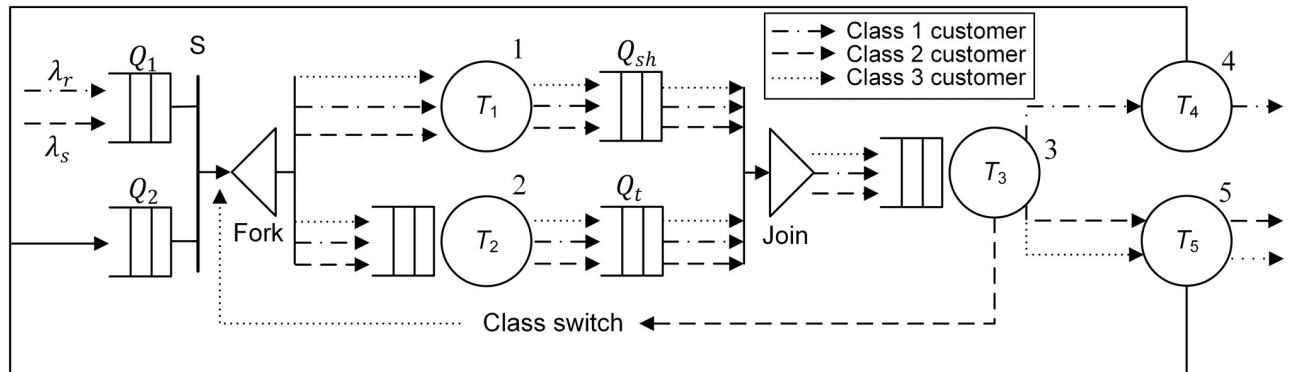 Class 1 customer
Class 2 customer
Class 3 customer
S
Q₁
λᵣ
λₛ
Q₂
Fork
1
T₁
Qₛₕ
2
T₂
Qₜ
Join
3
T₃
4
T₄
5
T₅
Class switch